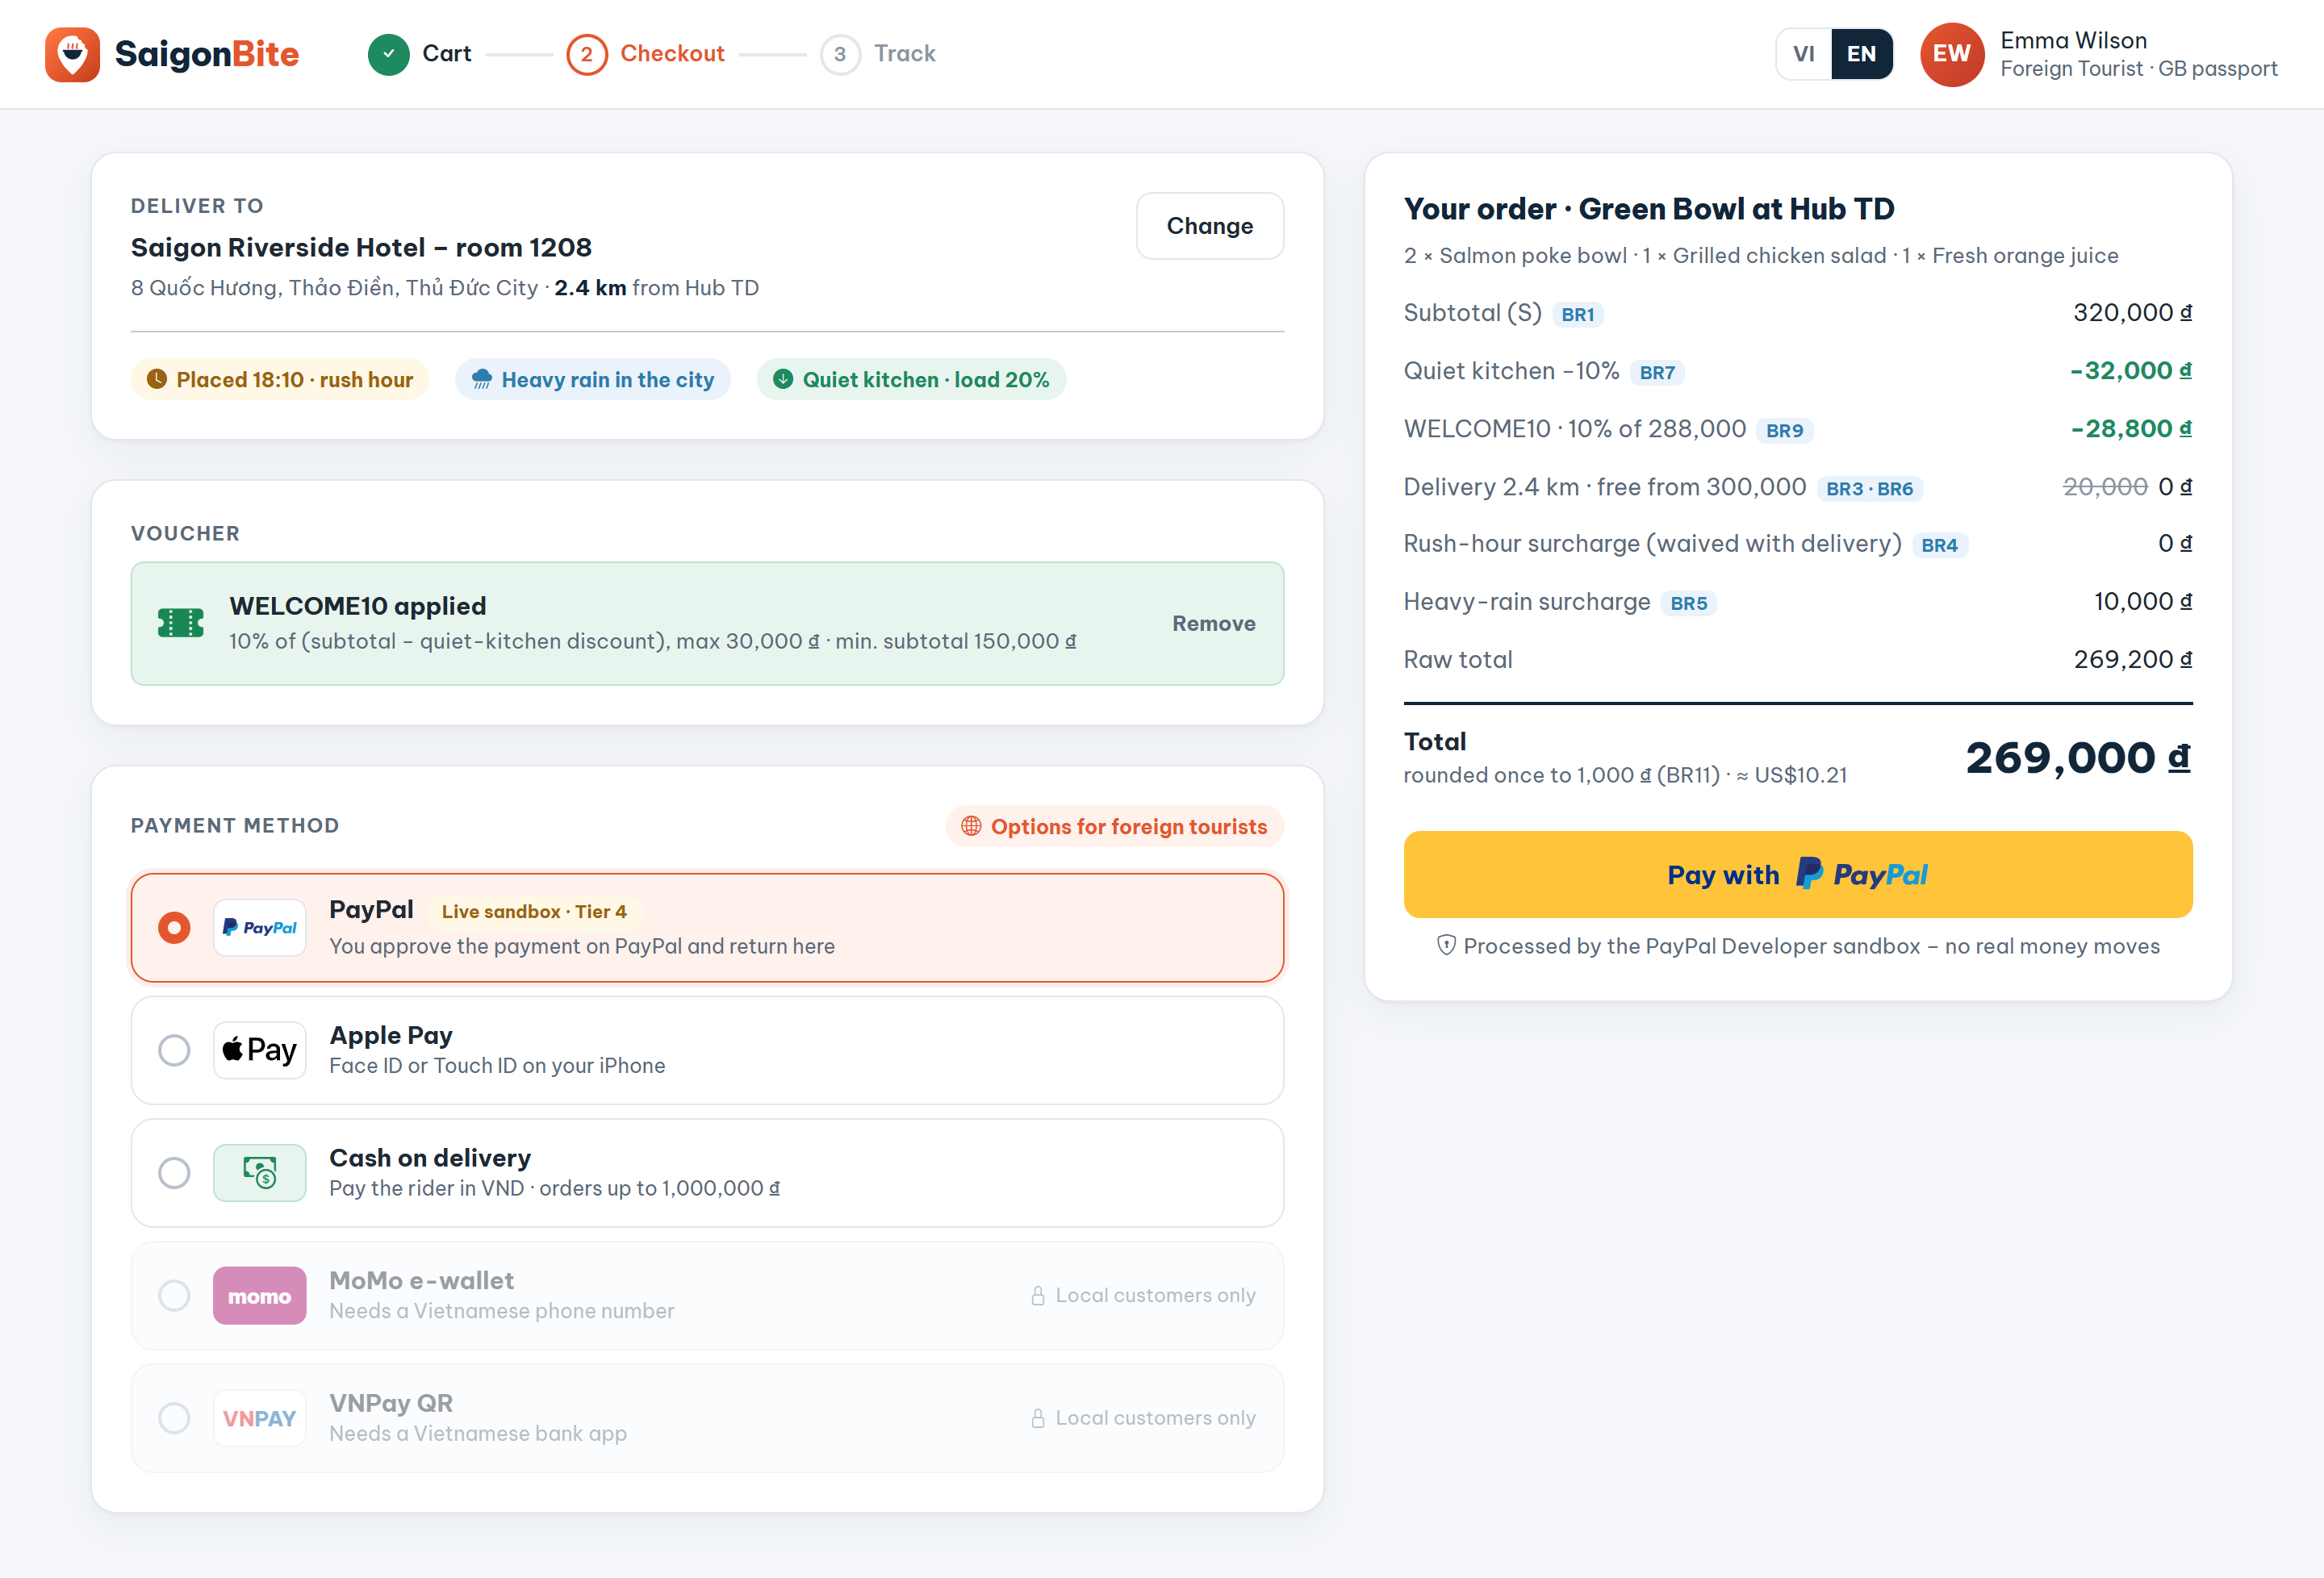 SaigonBite
Cart
2 Checkout
3 Track
VI EN
EW
Emma Wilson
Foreign Tourist · GB passport
DELIVER TO
Saigon Riverside Hotel – room 1208
8 Quốc Hương, Thảo Điền, Thủ Đức City · 2.4 km from Hub TD
Change
Placed 18:10 · rush hour
Heavy rain in the city
Quiet kitchen · load 20%
VOUCHER
WELCOME10 applied
10% of (subtotal – quiet-kitchen discount), max 30,000 ₫ · min. subtotal 150,000 ₫
Remove
PAYMENT METHOD
Options for foreign tourists
PayPal
PayPal Live sandbox · Tier 4
You approve the payment on PayPal and return here
Pay
Apple Pay
Face ID or Touch ID on your iPhone
$
Cash on delivery
Pay the rider in VND · orders up to 1,000,000 ₫
momo
MoMo e-wallet
Needs a Vietnamese phone number
Local customers only
VNPAY
VNPay QR
Needs a Vietnamese bank app
Local customers only
Your order · Green Bowl at Hub TD
2 × Salmon poke bowl · 1 × Grilled chicken salad · 1 × Fresh orange juice
Subtotal (S) BR1 320,000 ₫
Quiet kitchen −10% BR7 −32,000 ₫
WELCOME10 · 10% of 288,000 BR9 −28,800 ₫
Delivery 2.4 km · free from 300,000 BR3 · BR6 20,000 0 ₫
Rush-hour surcharge (waived with delivery) BR4 0 ₫
Heavy-rain surcharge BR5 10,000 ₫
Raw total 269,200 ₫
Total
rounded once to 1,000 ₫ (BR11) · ≈ US$10.21
269,000 ₫
Pay with PayPal
Processed by the PayPal Developer sandbox – no real money moves